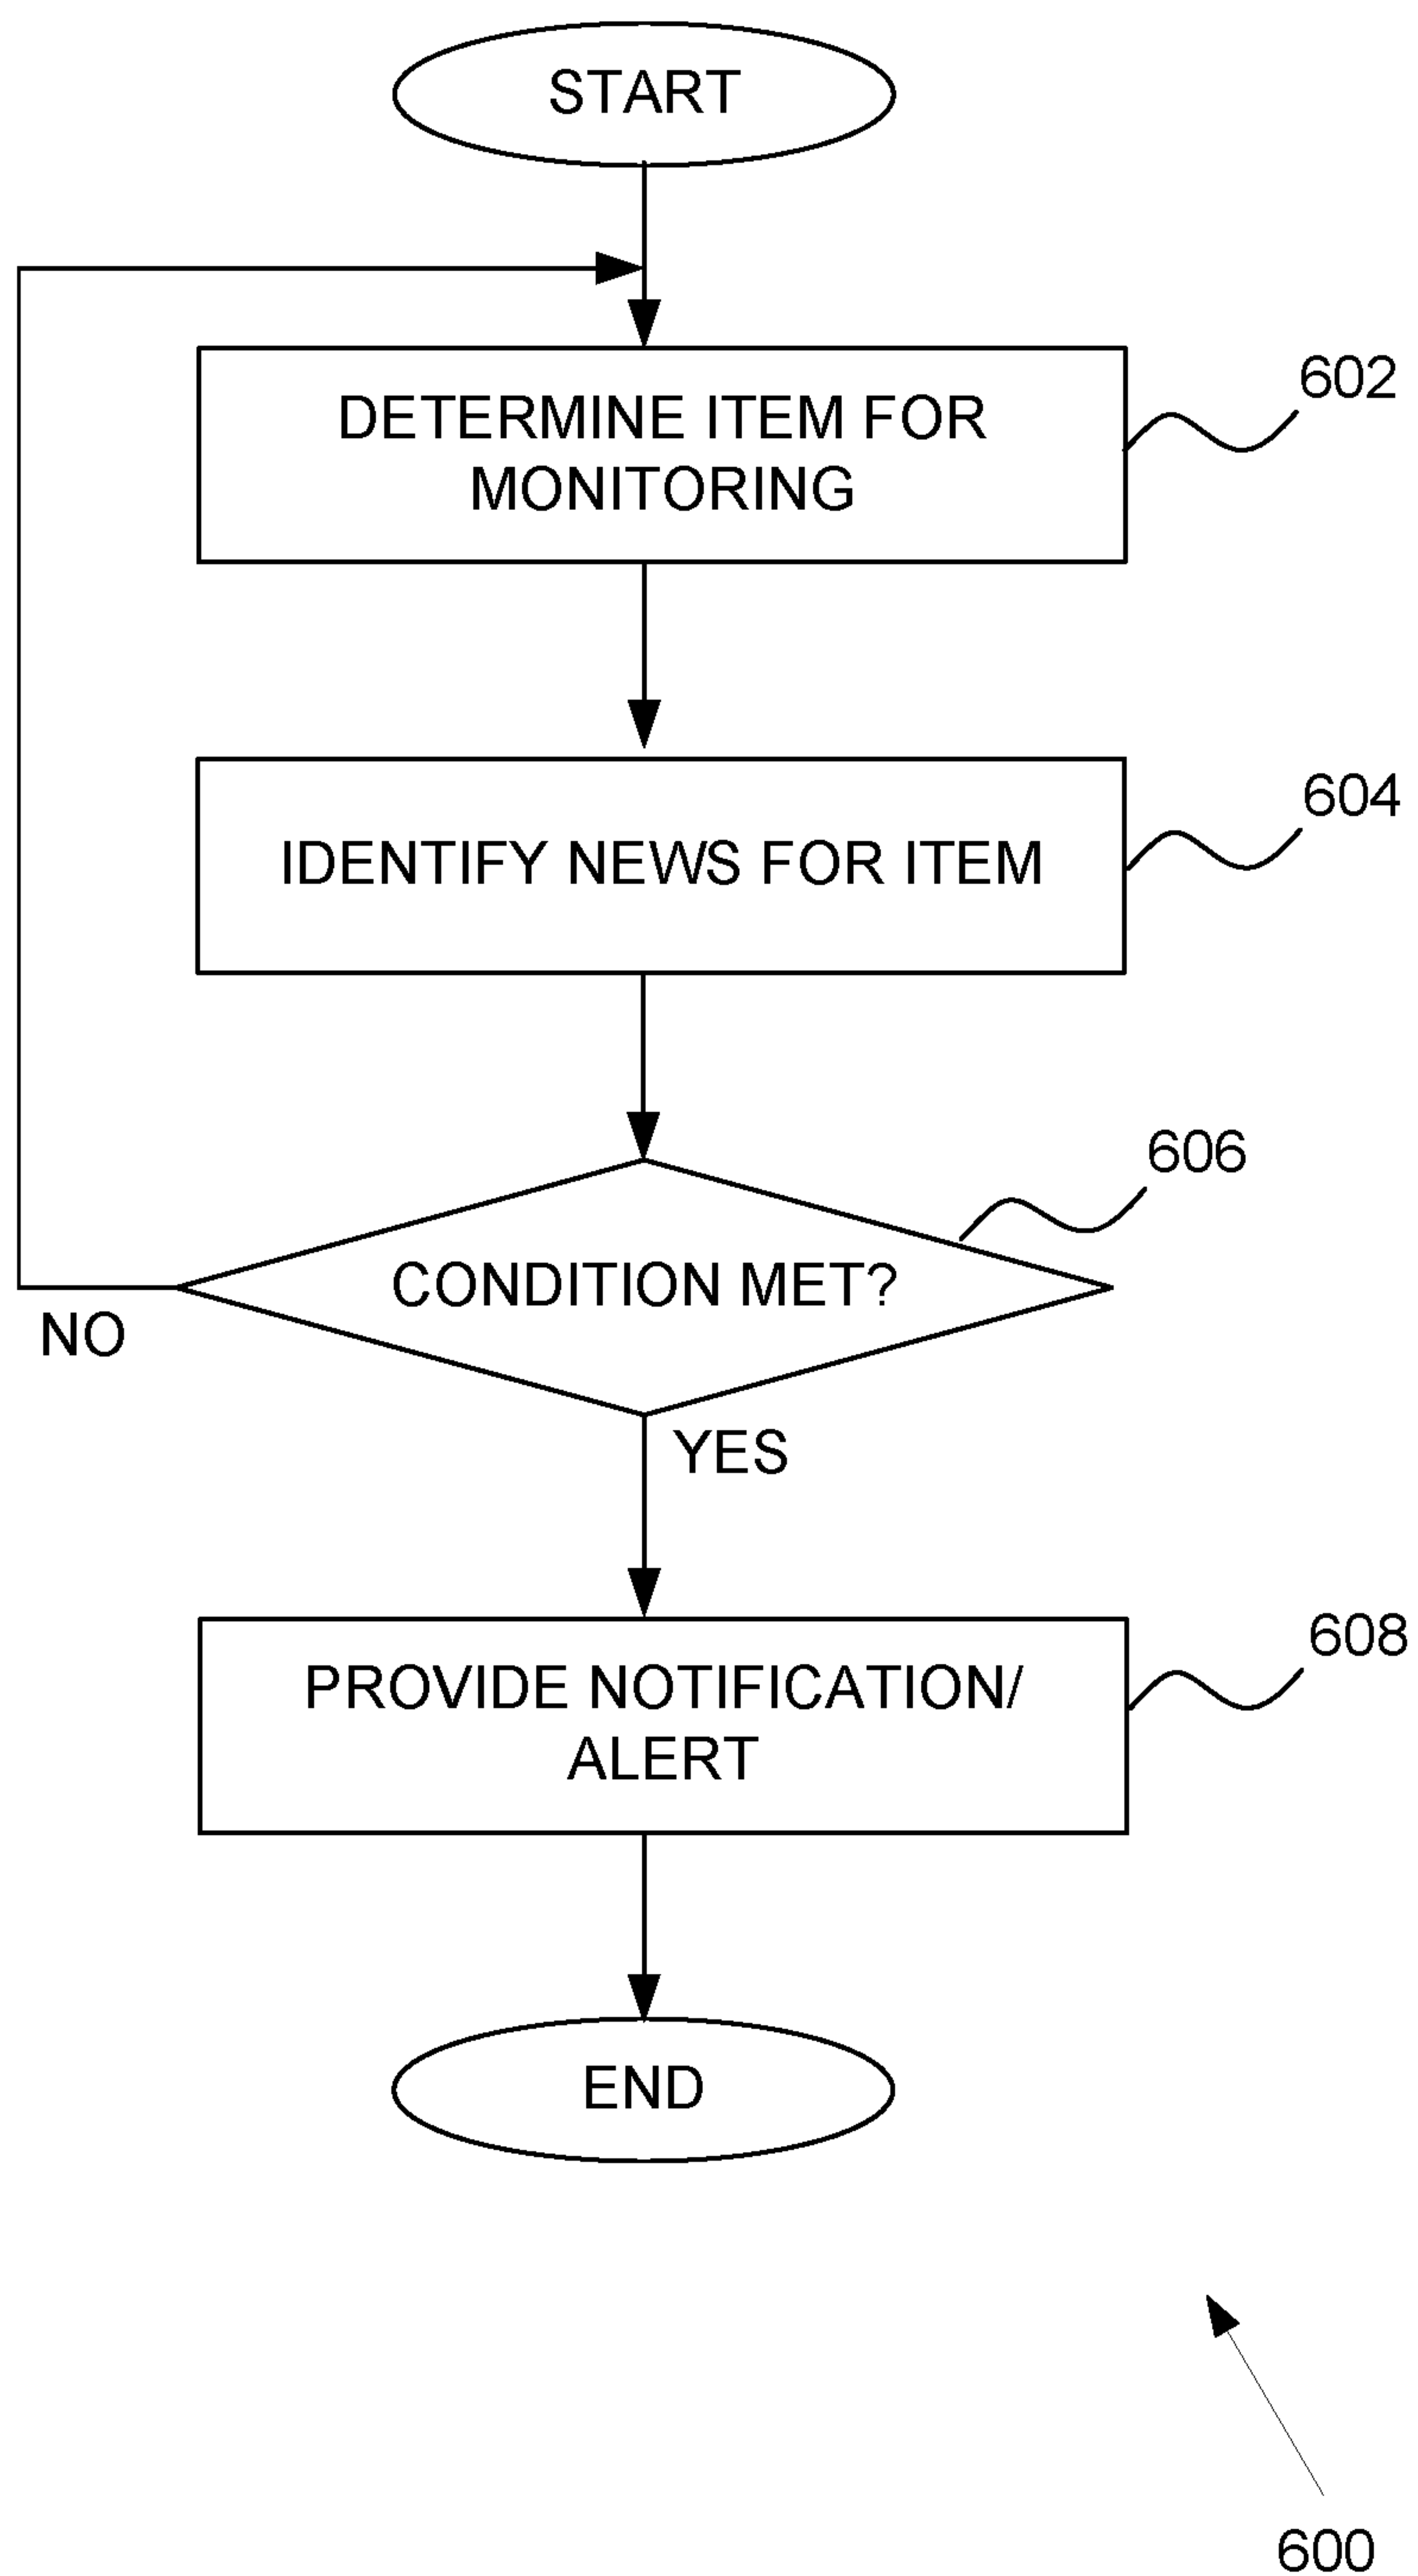 START
DETERMINE ITEM FOR
MONITORING
602
IDENTIFY NEWS FOR ITEM
604
606
CONDITION MET?
NO
YES
PROVIDE NOTIFICATION/
ALERT
608
END
600